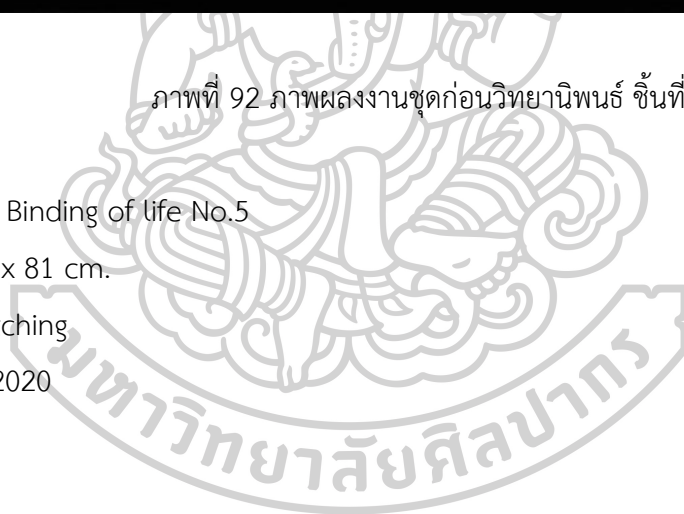 ภาพที่ 92 ภาพผลงานชุดก่อนวิทยานิพนธ์ ชิ้นที่
Binding of life No.5
x 81 cm.
2020
มหาวิทยาลัยศิลปากร